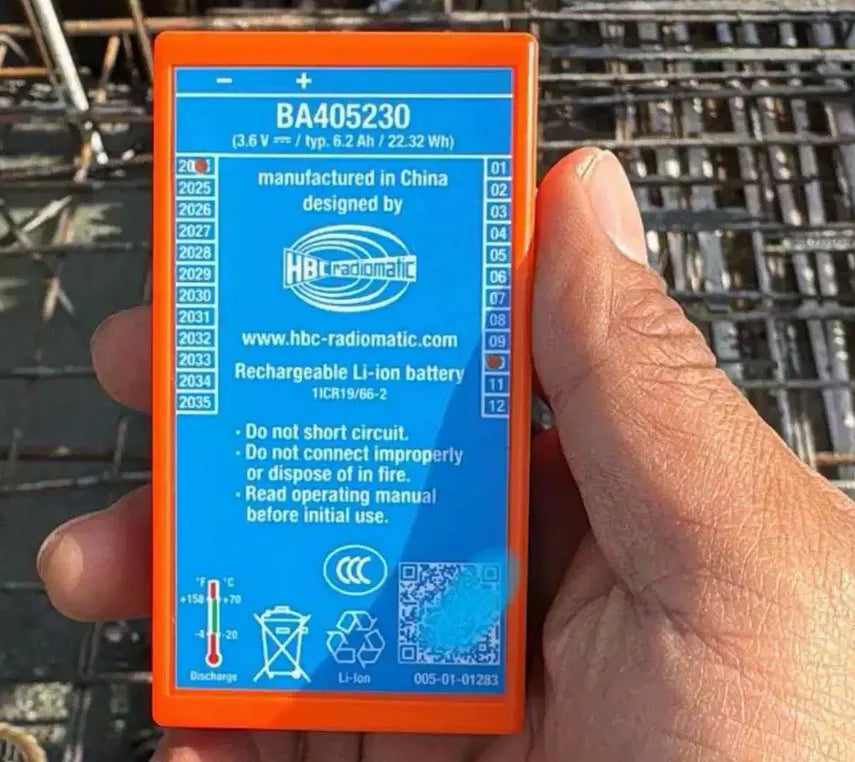 − +
BA405230
(3.6 V ⎓ / typ. 6.2 Ah / 22.32 Wh)
manufactured in China
designed by
HBC radiomatic
www.hbc-radiomatic.com
Rechargeable Li-ion battery
1ICR19/66-2
2025
2026
2027
2028
2029
2030
2031
2032
2033
2034
2035
01
02
03
04
05
06
07
08
09
11
12
· Do not short circuit.
· Do not connect improperly
or dispose of in fire.
· Read operating manual
before initial use.
CCC
°F °C
+158 +70
-4 -20
Discharge
Li-Ion
005-01-01283